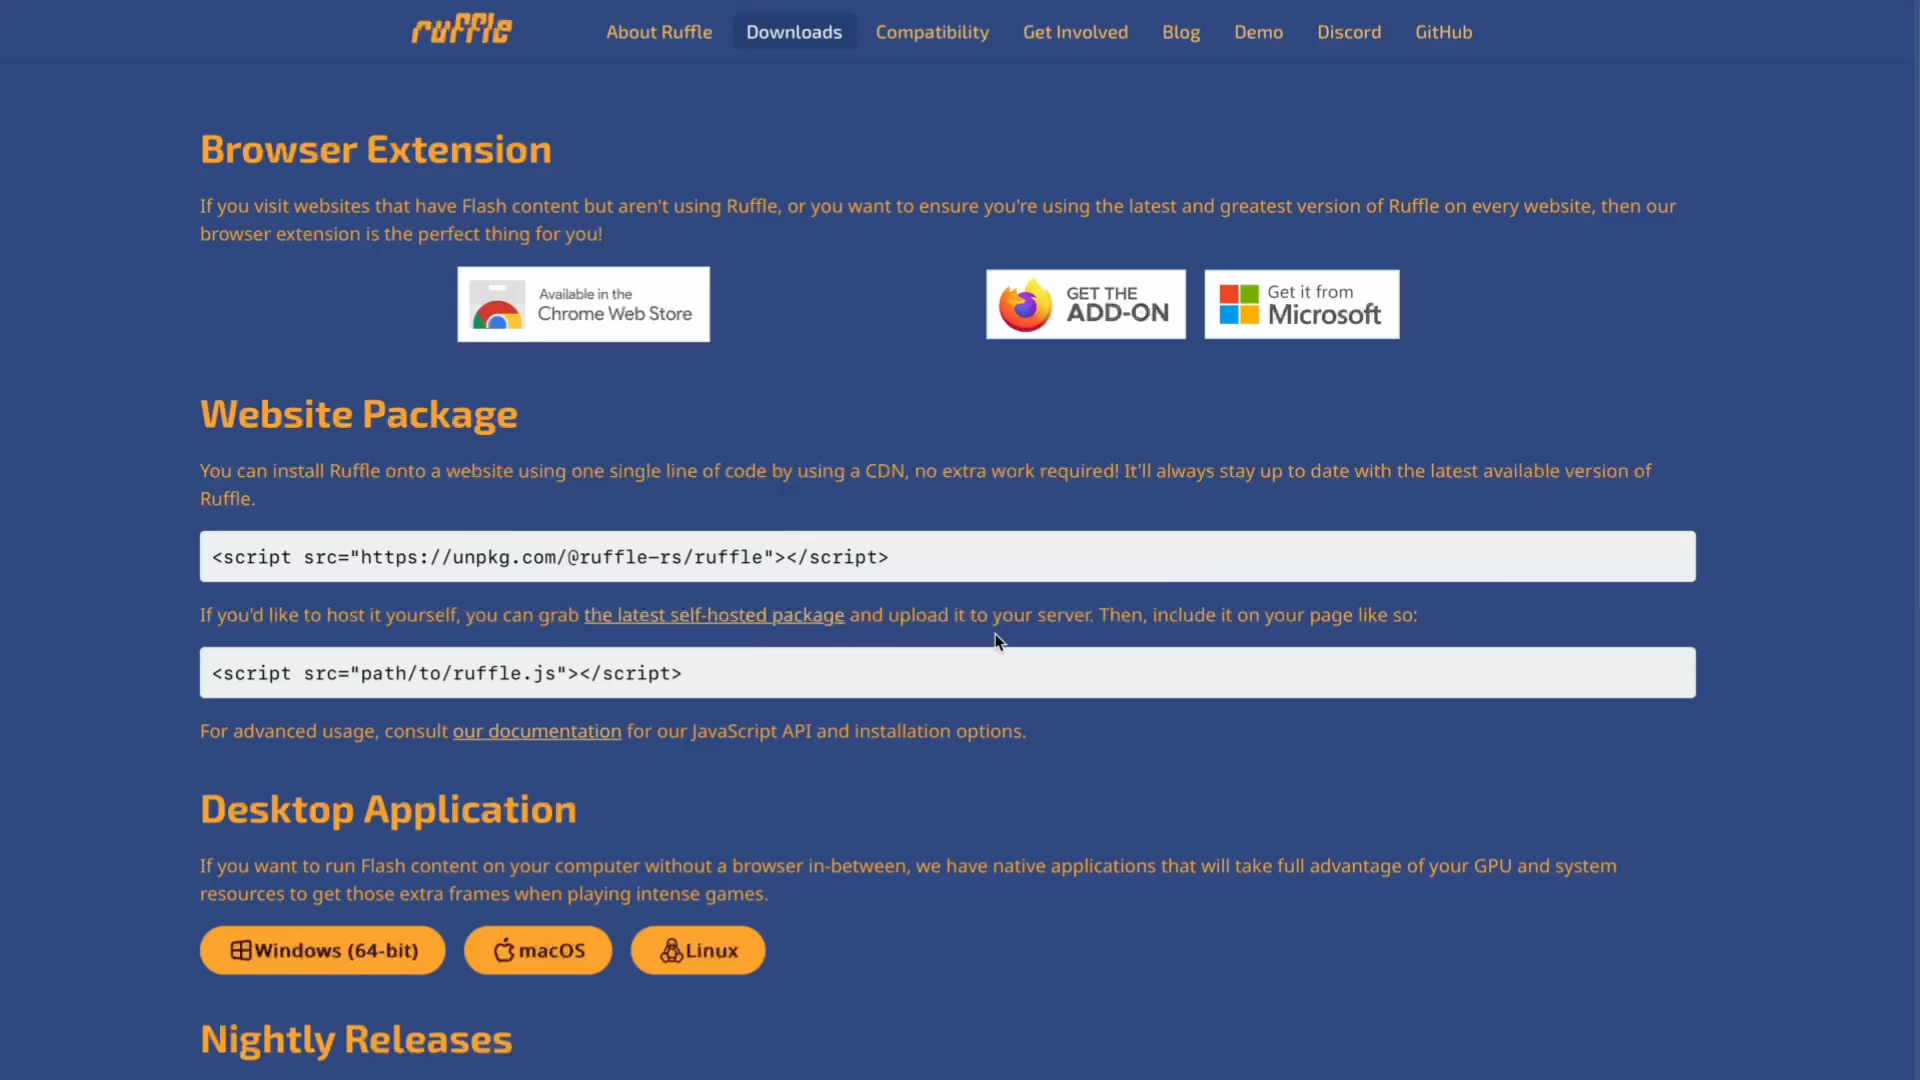 ruffle
About Ruffle
Downloads
Compatibility
Get Involved
Blog
Demo
Discord
GitHub
Browser Extension
If you visit websites that have Flash content but aren't using Ruffle, or you want to ensure you're using the latest and greatest version of Ruffle on every website, then our
browser extension is the perfect thing for you!
Available in the
Chrome Web Store
GET THE
ADD-ON
Get it from
Microsoft
Website Package
You can install Ruffle onto a website using one single line of code by using a CDN, no extra work required! It'll always stay up to date with the latest available version of
Ruffle.
<script src="https://unpkg.com/@ruffle-rs/ruffle"></script>
If you'd like to host it yourself, you can grab the latest self-hosted package and upload it to your server. Then, include it on your page like so:
<script src="path/to/ruffle.js"></script>
For advanced usage, consult our documentation for our JavaScript API and installation options.
Desktop Application
If you want to run Flash content on your computer without a browser in-between, we have native applications that will take full advantage of your GPU and system
resources to get those extra frames when playing intense games.
Windows (64-bit)
macOS
Linux
Nightly Releases